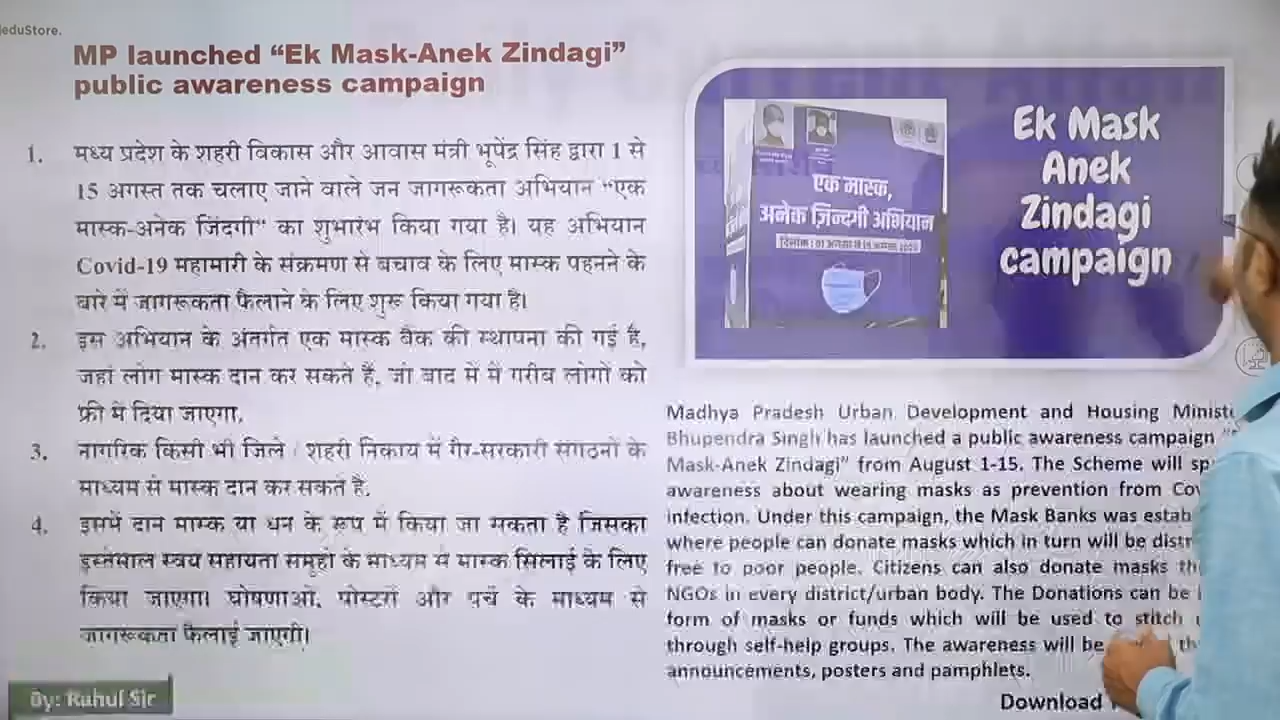 eduStore.
MP launched “Ek Mask-Anek Zindagi”
public awareness campaign
1. मध्य प्रदेश के शहरी विकास और आवास मंत्री भूपेंद्र सिंह द्वारा 1 से
15 अगस्त तक चलाए जाने वाले जन जागरूकता अभियान "एक
मास्क-अनेक जिंदगी" का शुभारंभ किया गया है। यह अभियान
Covid-19 महामारी के संक्रमण से बचाव के लिए मास्क पहनने के
बारे में जागरूकता फैलाने के लिए शुरू किया गया है।
2. इस अभियान के अंतर्गत एक मास्क बैंक की स्थापना की गई है,
जहां लोग मास्क दान कर सकते हैं, जो बाद में में गरीब लोगों को
फ्री में दिया जाएगा.
3. नागरिक किसी भी जिले / शहरी निकाय में गैर-सरकारी संगठनों के
माध्यम से मास्क दान कर सकते है.
4. इसमें दान मास्क या धन के रूप में किया जा सकता है जिसका
इस्तेमाल स्वयं सहायता समूहों के माध्यम से मास्क सिलाई के लिए
किया जाएगा। घोषणाओं, पोस्टरों और पर्चे के माध्यम से
जागरूकता फैलाई जाएगी।
By: Rahul Sir
एक मास्क,
अनेक ज़िन्दगी अभियान
Ek Mask
Anek
Zindagi
campaign
Madhya Pradesh Urban Development and Housing
Bhupendra Singh has launched a public awareness campaign
Mask-Anek Zindagi” from August 1-15. The Scheme will
awareness about wearing masks as prevention from
infection. Under this campaign, the Mask Banks was
where people can donate masks which in turn will be
free to poor people. Citizens can also donate masks
NGOs in every district/urban body. The Donations can be
form of masks or funds which will be used to stitch
through self-help groups. The awareness will be
announcements, posters and pamphlets.
Download